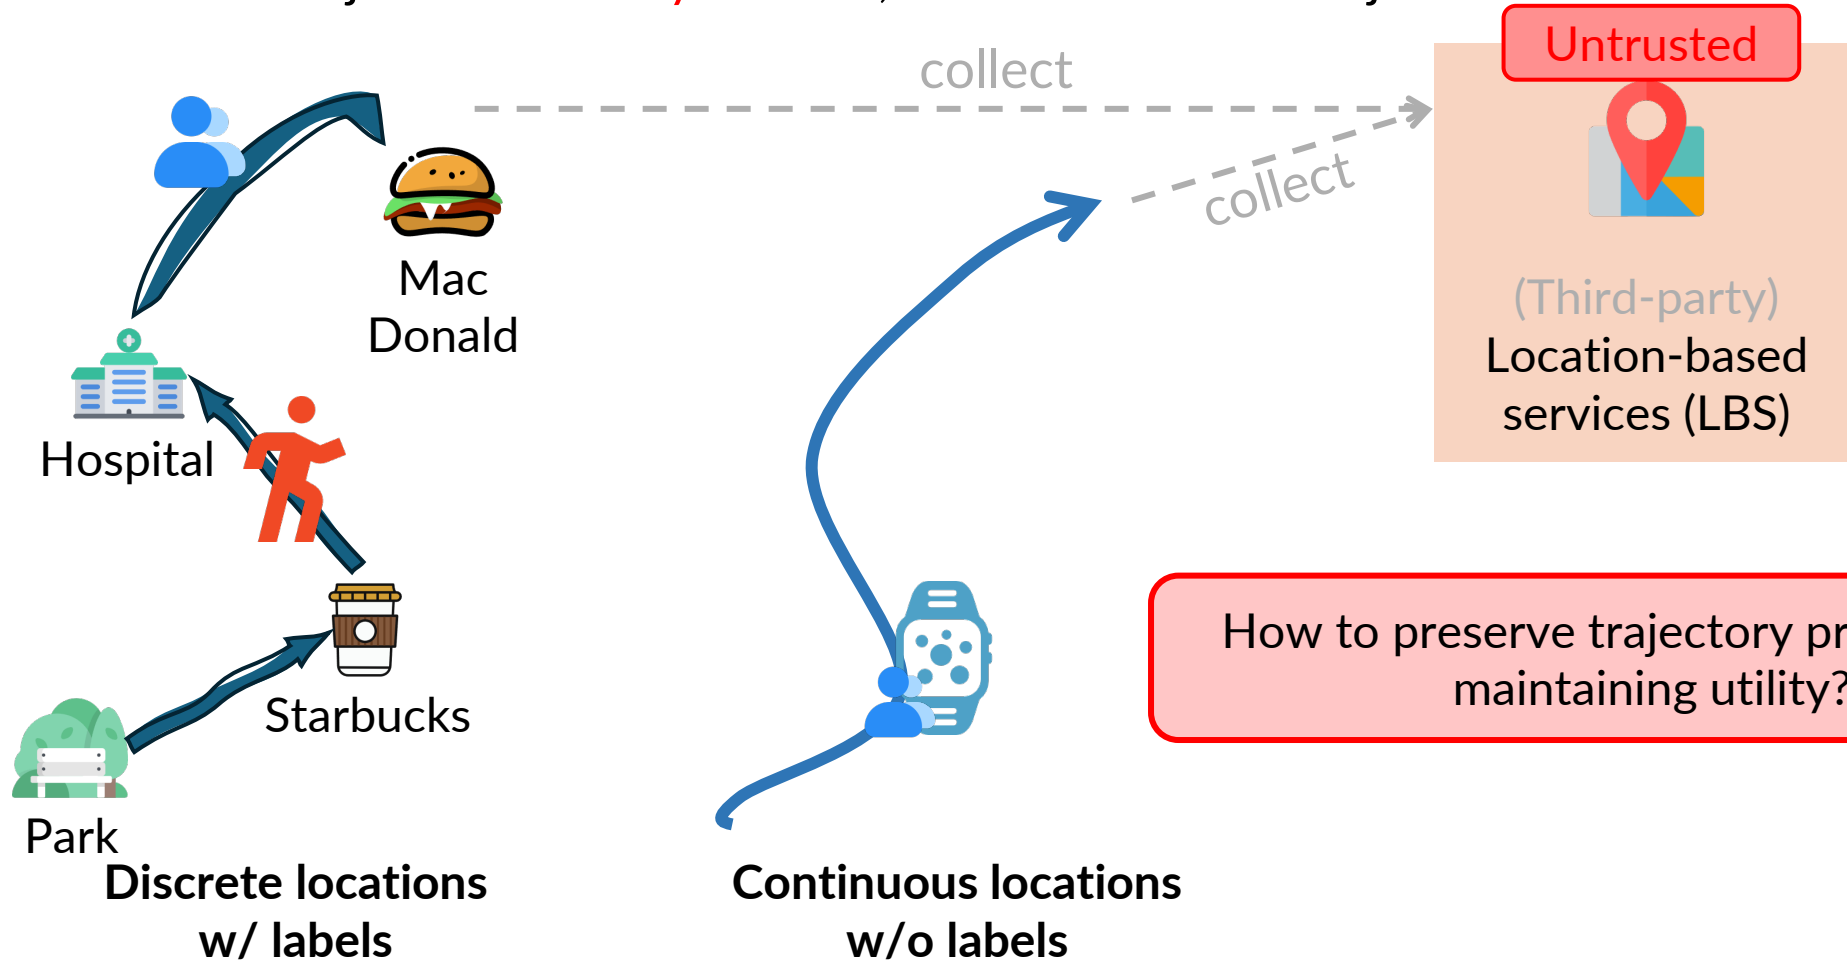 collect
Untrusted
collect
Mac
Donald
(Third-party)
Location-based
services (LBS)
Hospital
How to preserve trajectory pr
maintaining utility?
Starbucks
Park
Discrete locations
w/ labels
Continuous locations
w/o labels